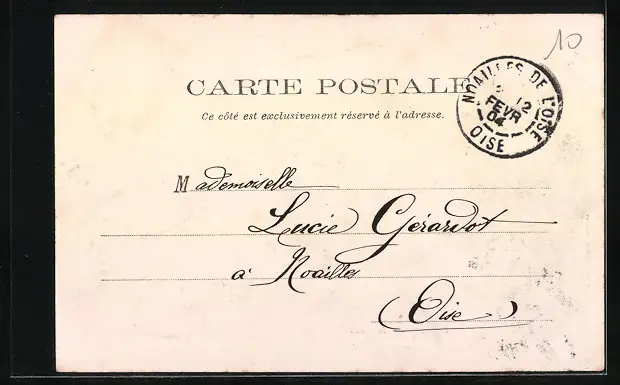 10
CARTE POSTALE
Ce côté est exclusivement réservé à l'adresse.
NOAILLES DE L'OISE
12
FEVR
04
OISE
Mademoiselle
Lucie Gérardot
à Noailles
(Oise)